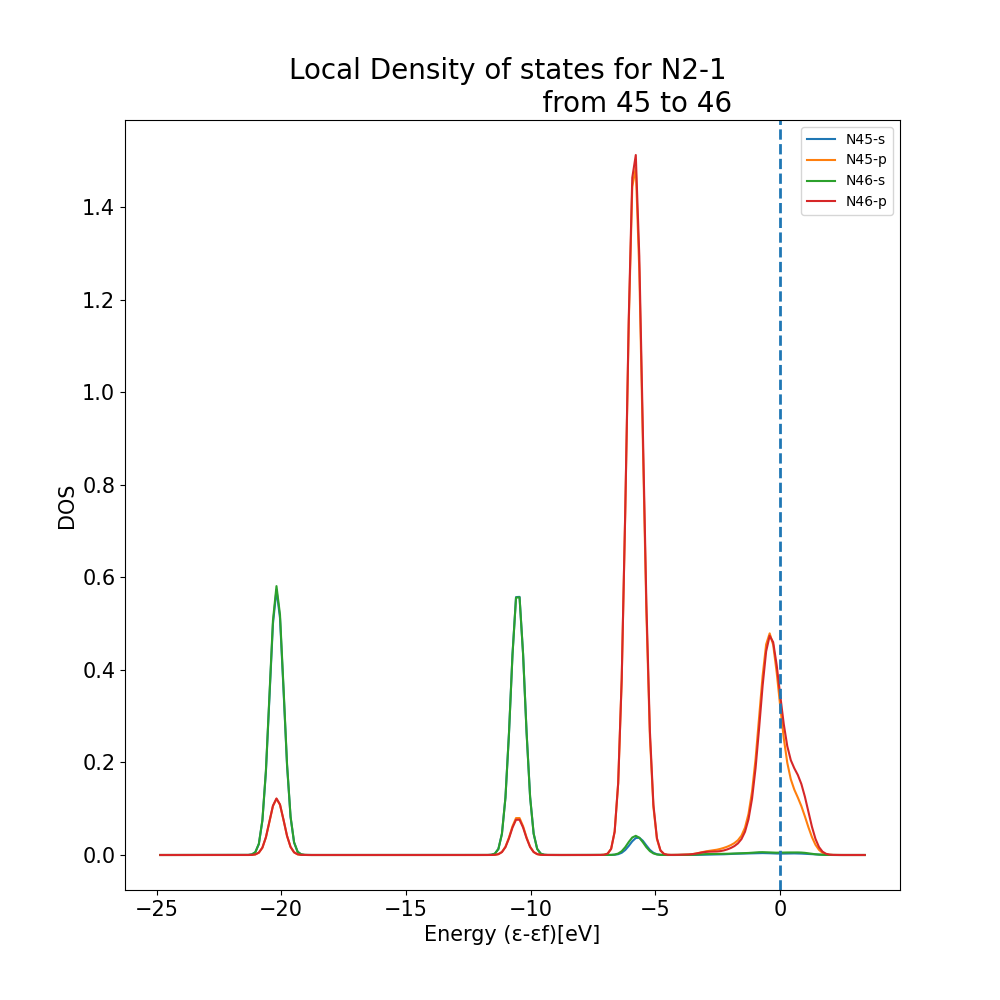 Local Density of states for N2-1
from 45 to 46
N45-s
N45-p
N46-s
N46-p
DOS
1.4
1.2
1.0
0.8
0.6
0.4
0.2
0.0
−25
−20
−15
−10
−5
0
Energy (ε-εf)[eV]